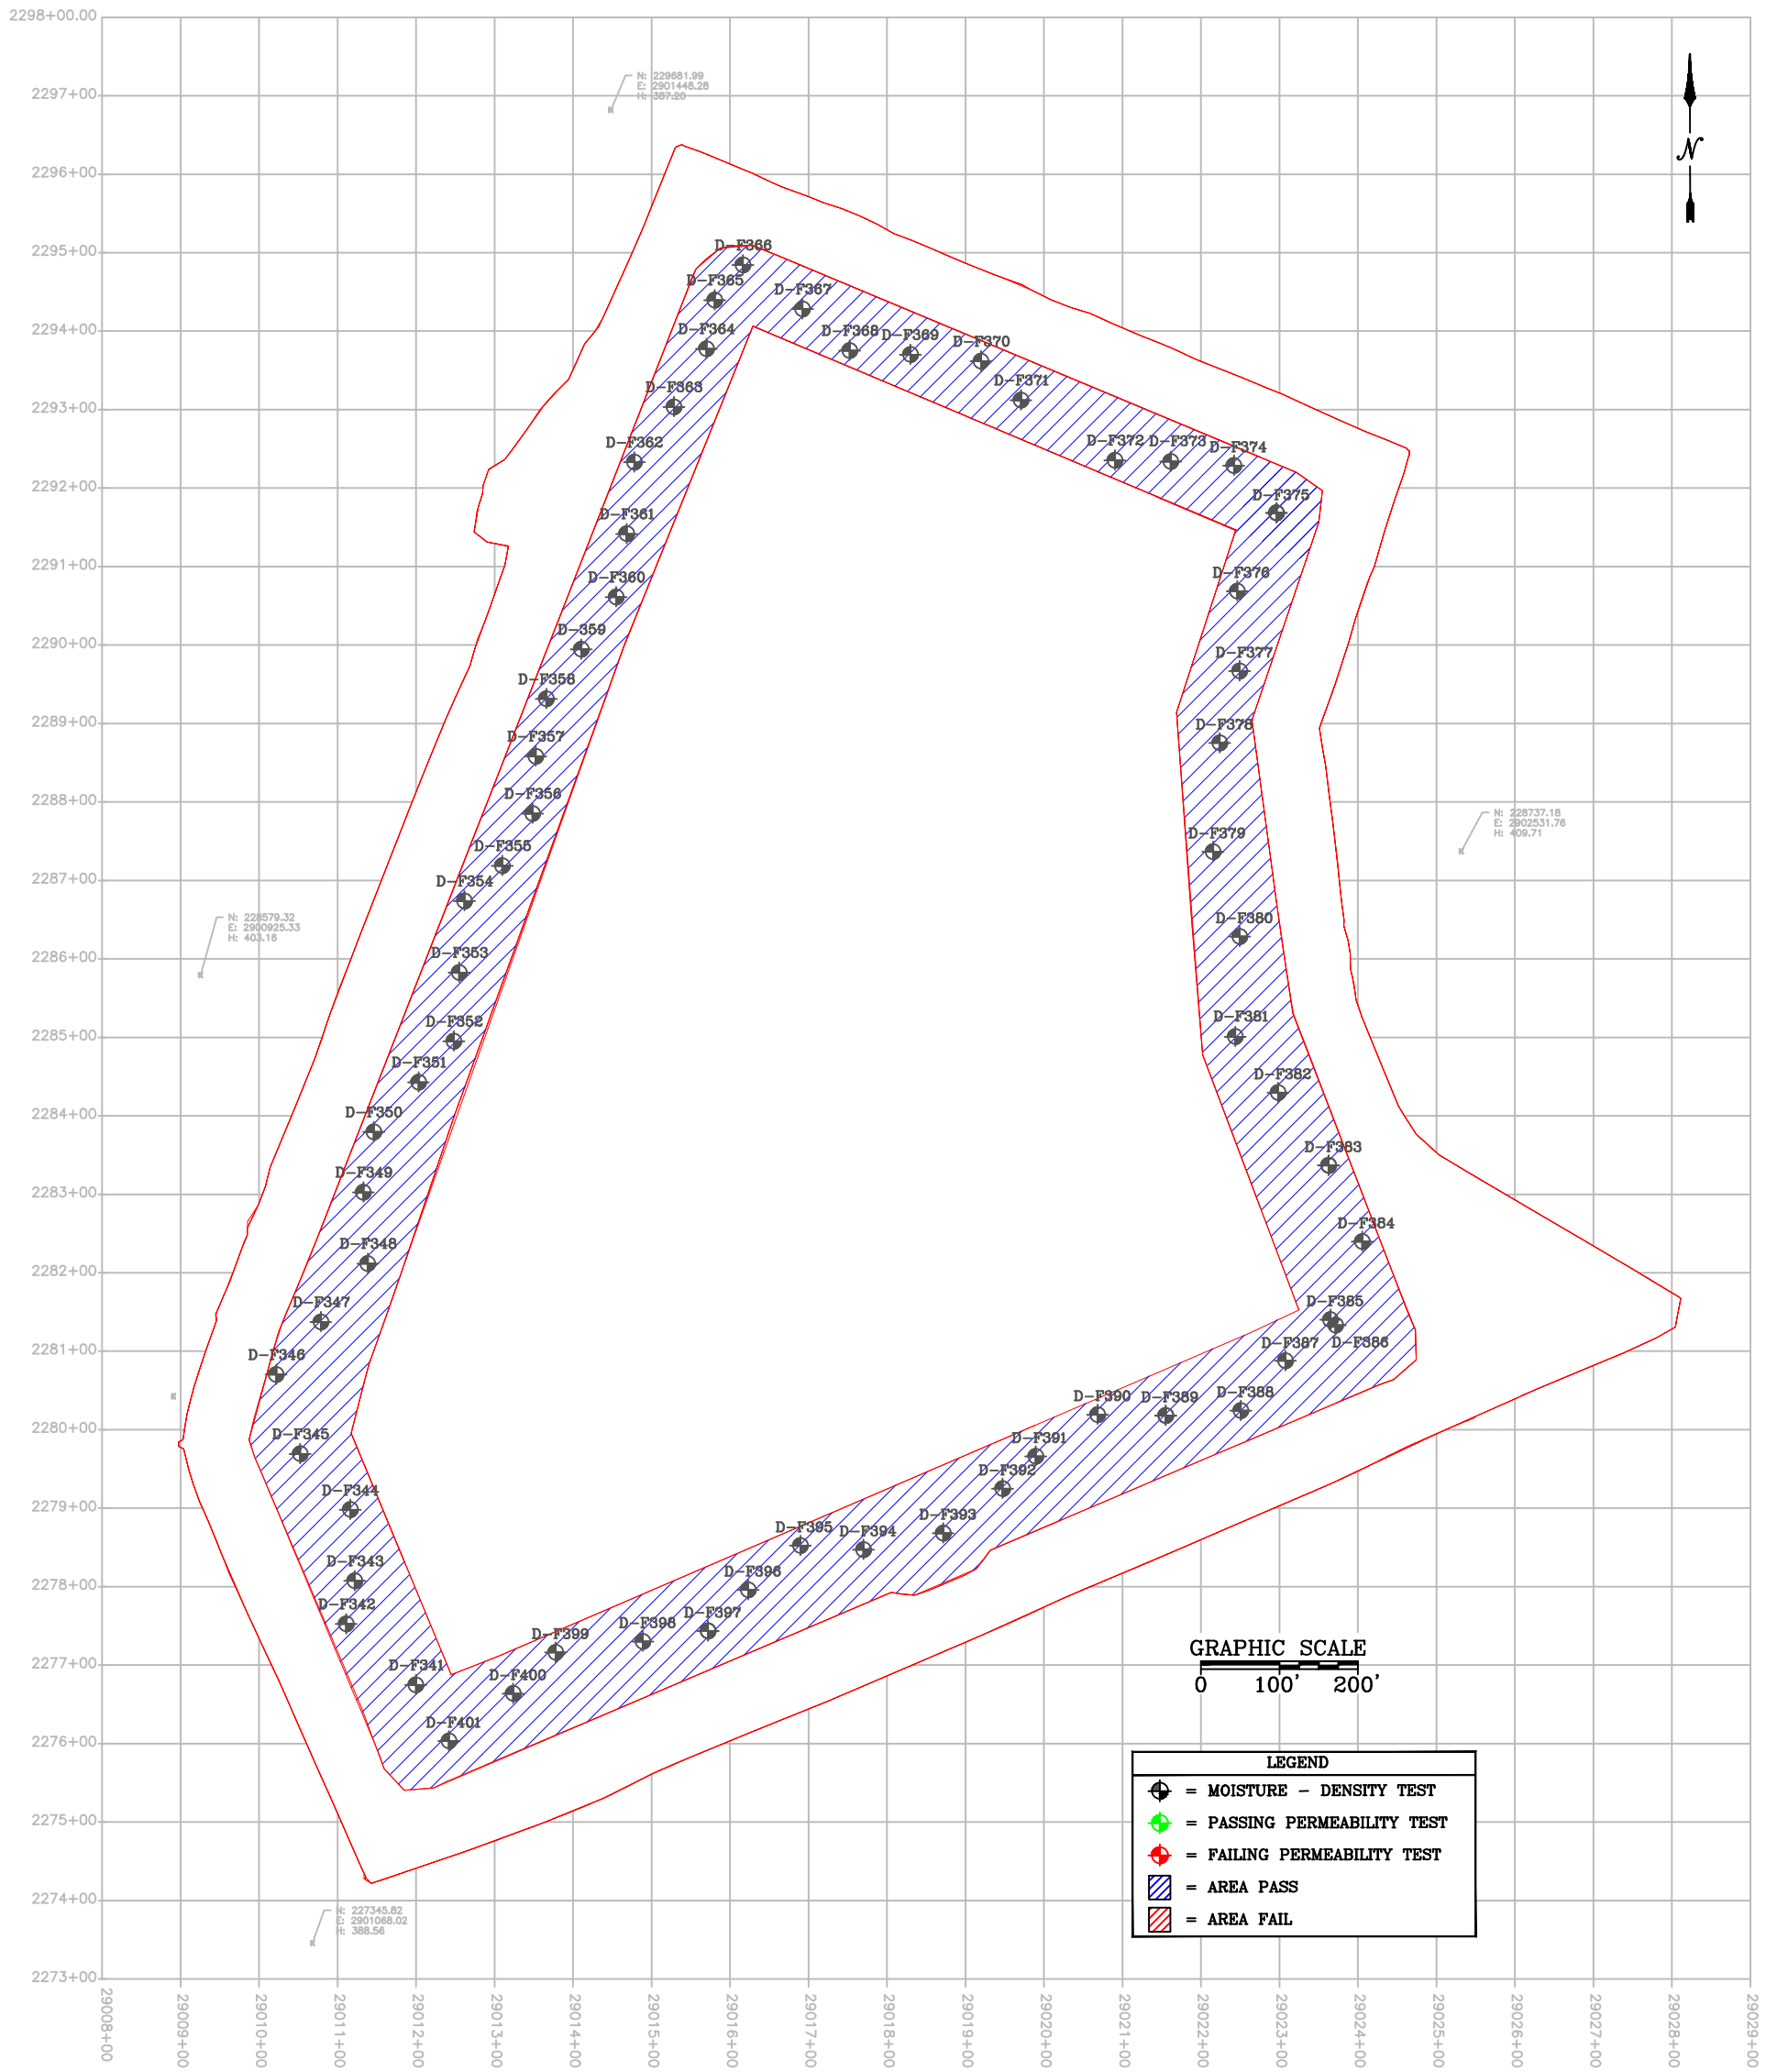 2298+00.00
N: 229681.99
E: 2901448.28
H: 387.20
2297+00
N
2296+00
2295+00
D-F366
D-F365
D-F367
2294+00
D-F364
D-F368
D-F369
D-F370
D-F363
D-F371
2293+00
D-F362
D-F372
D-F373
D-F374
2292+00
D-F375
D-F361
2291+00
D-F360
D-F376
D-359
2290+00
D-F377
D-F358
2289+00
D-F378
D-F357
2288+00
D-F356
N: 228737.18
E: 2902531.76
H: 409.71
D-F379
D-F355
2287+00
D-F354
N: 228579.32
E: 2900925.33
H: 403.16
D-F380
2286+00
D-F353
D-F352
D-F381
2285+00
D-F351
D-F382
2284+00
D-F350
D-F383
D-F349
2283+00
D-F384
D-F348
2282+00
D-F347
D-F385
D-F386
D-F387
2281+00
D-F346
D-F388
D-F389
D-F390
2280+00
D-F345
D-F391
D-F392
2279+00
D-F344
D-F393
D-F395
D-F394
D-F343
2278+00
D-F396
D-F342
D-F397
D-F398
D-F399
2277+00
D-F341
D-F400
GRAPHIC SCALE
0 100' 200'
D-F401
2276+00
LEGEND
= MOISTURE - DENSITY TEST
2275+00
= PASSING PERMEABILITY TEST
= FAILING PERMEABILITY TEST
= AREA PASS
2274+00
= AREA FAIL
N: 227345.82
E: 2901068.02
H: 388.56
2273+00
29008+00
29009+00
29010+00
29011+00
29012+00
29013+00
29014+00
29015+00
29016+00
29017+00
29018+00
29019+00
29020+00
29021+00
29022+00
29023+00
29024+00
29025+00
29026+00
29027+00
29028+00
29029+00